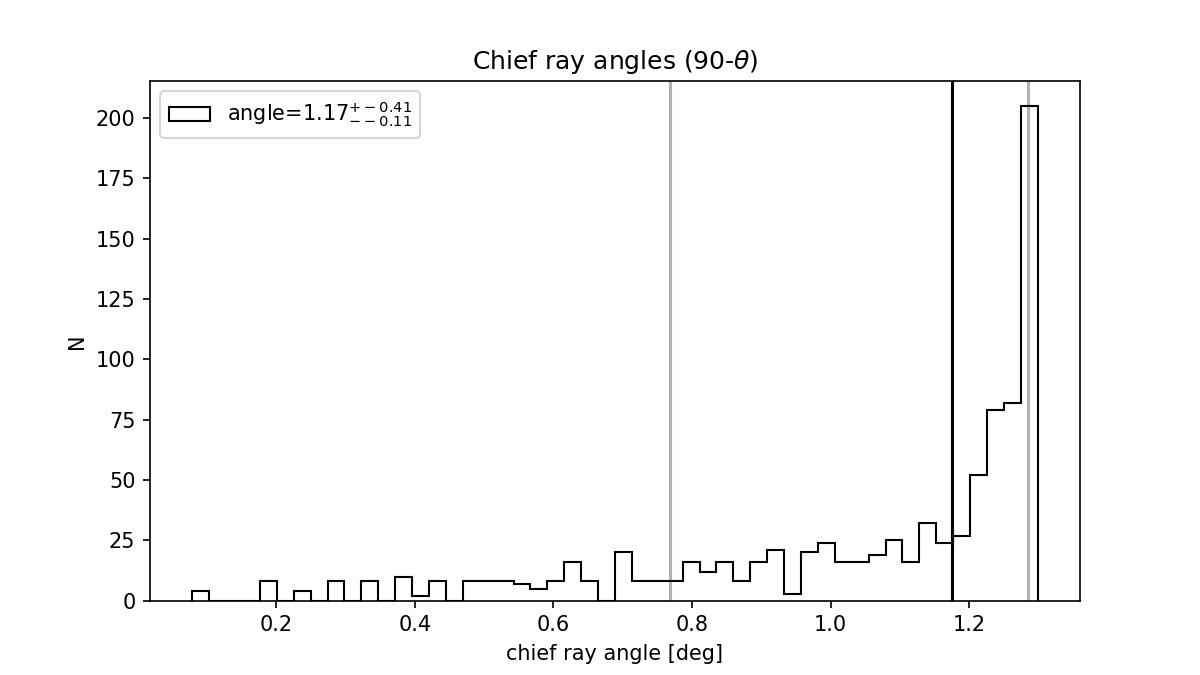 Chief ray angles (90-θ)
angle=1.17+−0.41−−0.11
200
175
150
125
100
75
50
25
0
N
0.2 0.4 0.6 0.8 1.0 1.2
chief ray angle [deg]